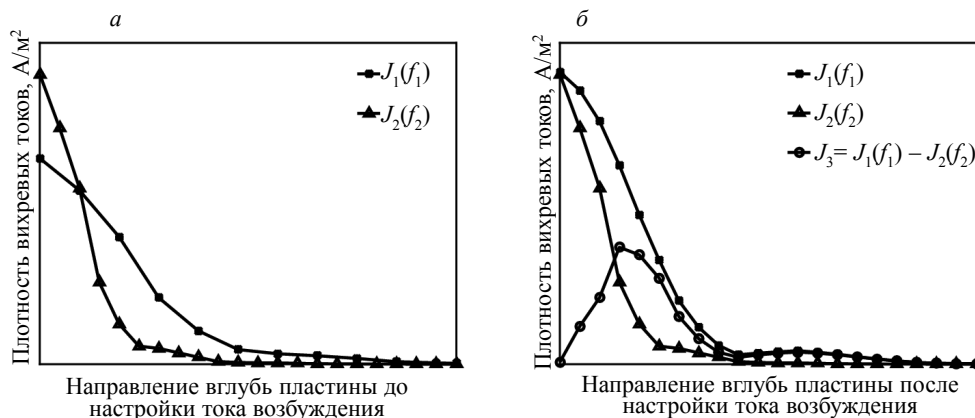 а
Плотность вихревых токов, А/м²
J₁(f₁)
J₂(f₂)
Направление вглубь пластины до
настройки тока возбуждения
б
Плотность вихревых токов, А/м²
J₁(f₁)
J₂(f₂)
J₃= J₁(f₁) – J₂(f₂)
Направление вглубь пластины после
настройки тока возбуждения